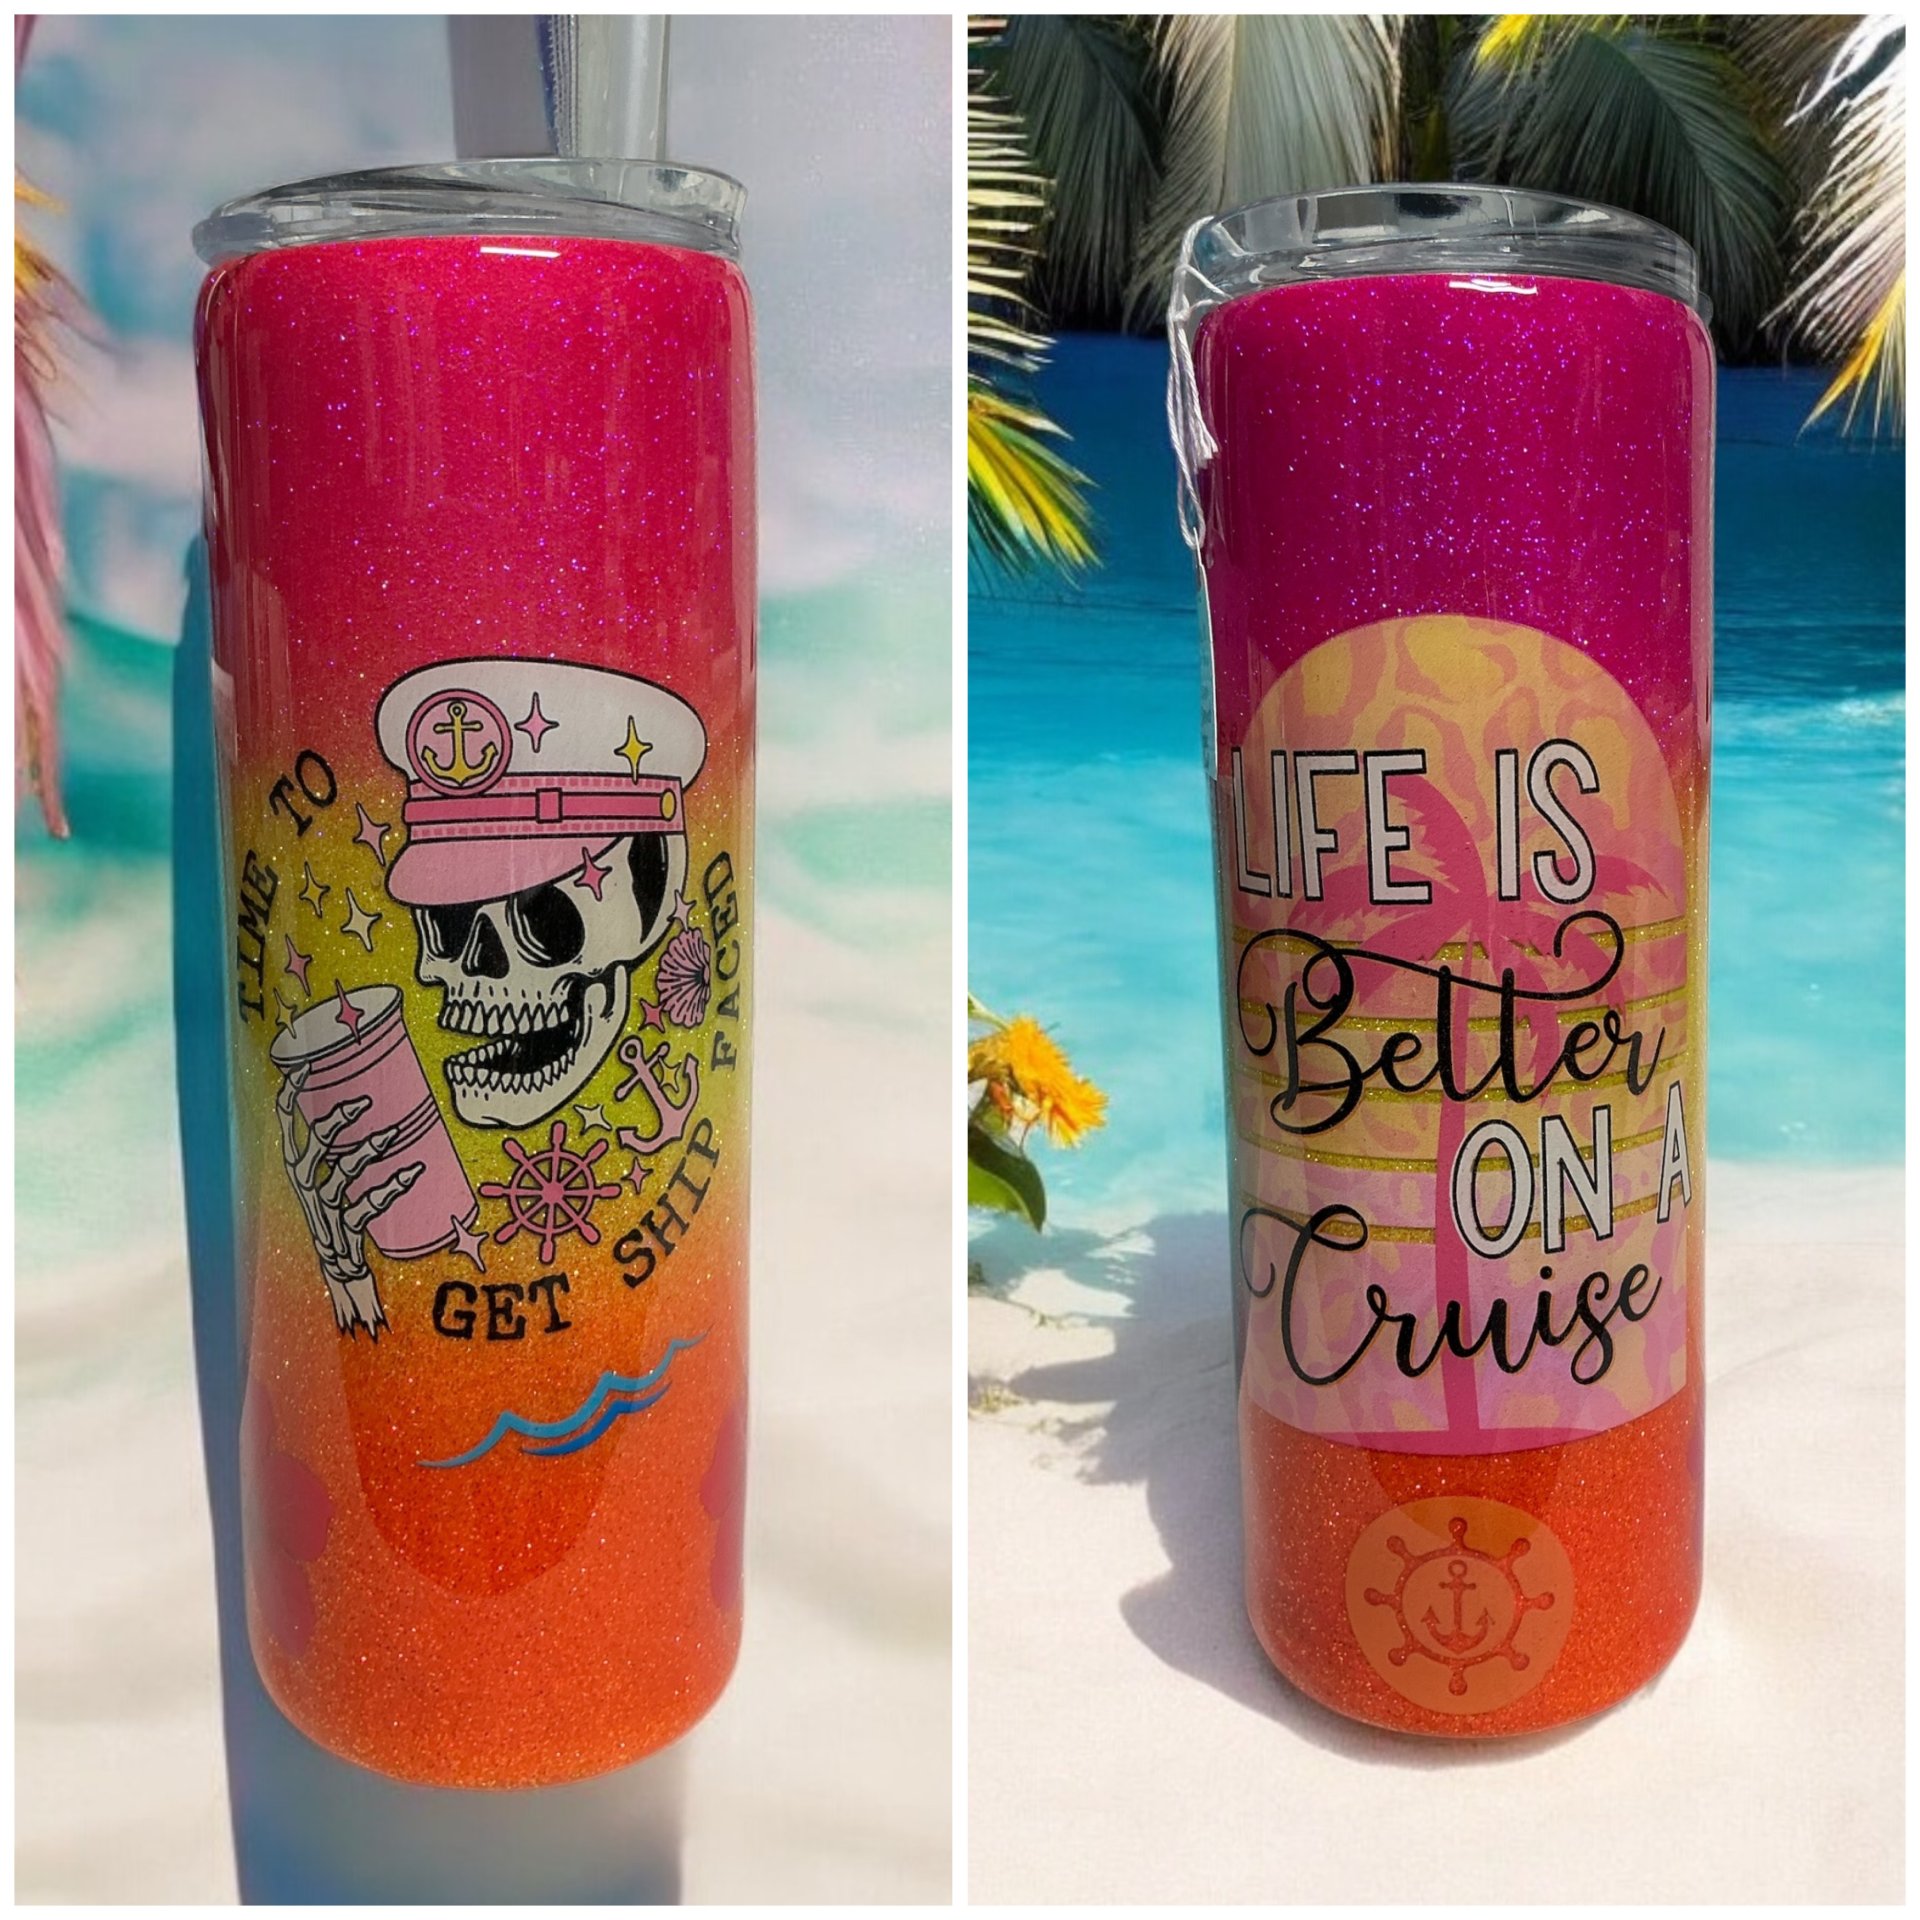 TIME TO
GET SHIP FACED
LIFE IS
Better
ON A
Cruise